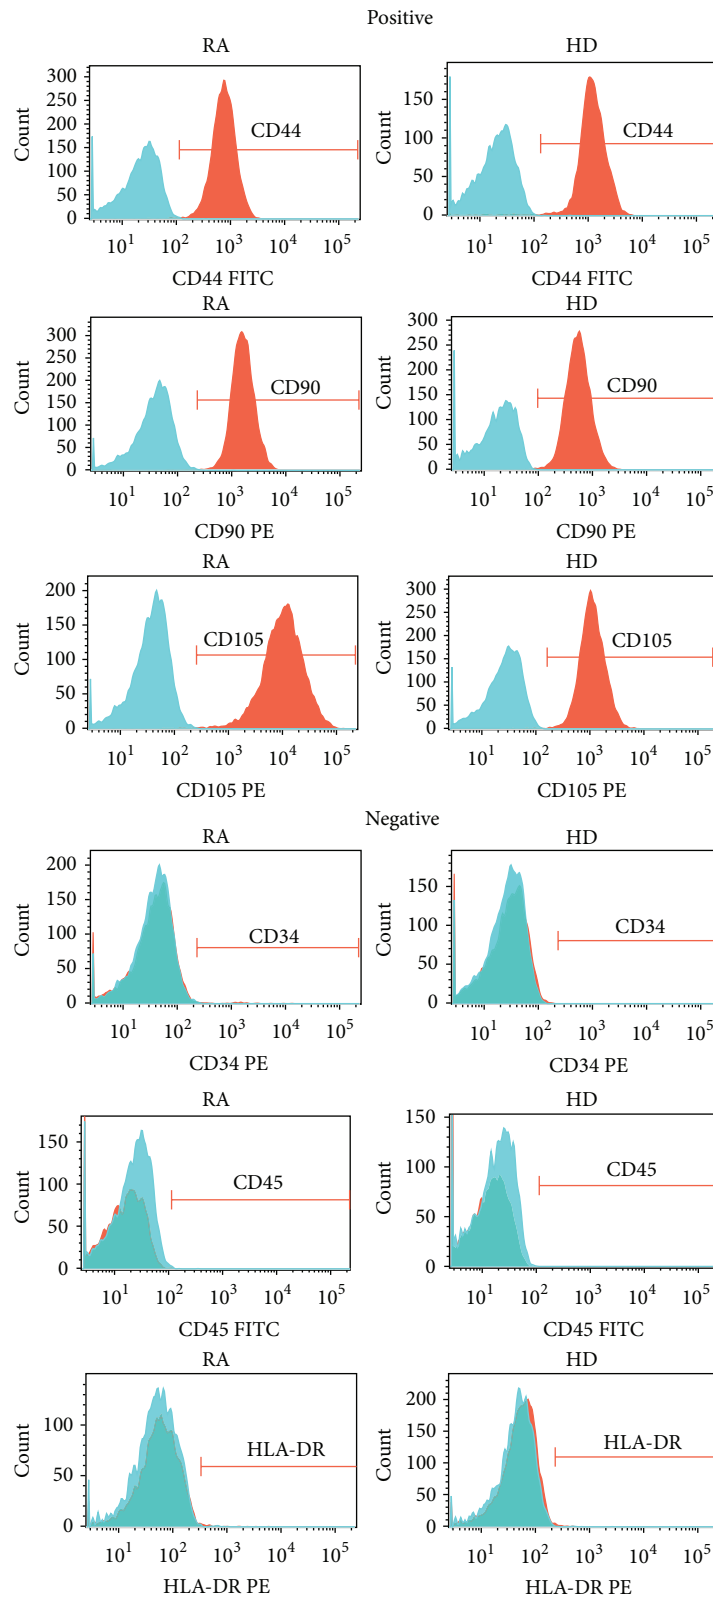 Positive
RA HD
300
250
200
150
100
50
0
Count
CD44
10¹ 10² 10³ 10⁴ 10⁵
CD44 FITC
150
100
50
0
Count
CD44
10¹ 10² 10³ 10⁴ 10⁵
CD44 FITC
RA HD
300
250
200
150
100
50
0
Count
CD90
10¹ 10² 10³ 10⁴ 10⁵
CD90 PE
300
250
200
150
100
50
0
Count
CD90
10¹ 10² 10³ 10⁴ 10⁵
CD90 PE
RA HD
200
150
100
50
0
Count
CD105
10¹ 10² 10³ 10⁴ 10⁵
CD105 PE
300
250
200
150
100
50
0
Count
CD105
10¹ 10² 10³ 10⁴ 10⁵
CD105 PE
Negative
RA HD
200
150
100
50
0
Count
CD34
10¹ 10² 10³ 10⁴ 10⁵
CD34 PE
150
100
50
0
Count
CD34
10¹ 10² 10³ 10⁴ 10⁵
CD34 PE
RA HD
150
100
50
0
Count
CD45
10¹ 10² 10³ 10⁴ 10⁵
CD45 FITC
150
100
50
0
Count
CD45
10¹ 10² 10³ 10⁴ 10⁵
CD45 FITC
RA HD
100
50
0
Count
HLA-DR
10¹ 10² 10³ 10⁴ 10⁵
HLA-DR PE
200
150
100
50
0
Count
HLA-DR
10¹ 10² 10³ 10⁴ 10⁵
HLA-DR PE